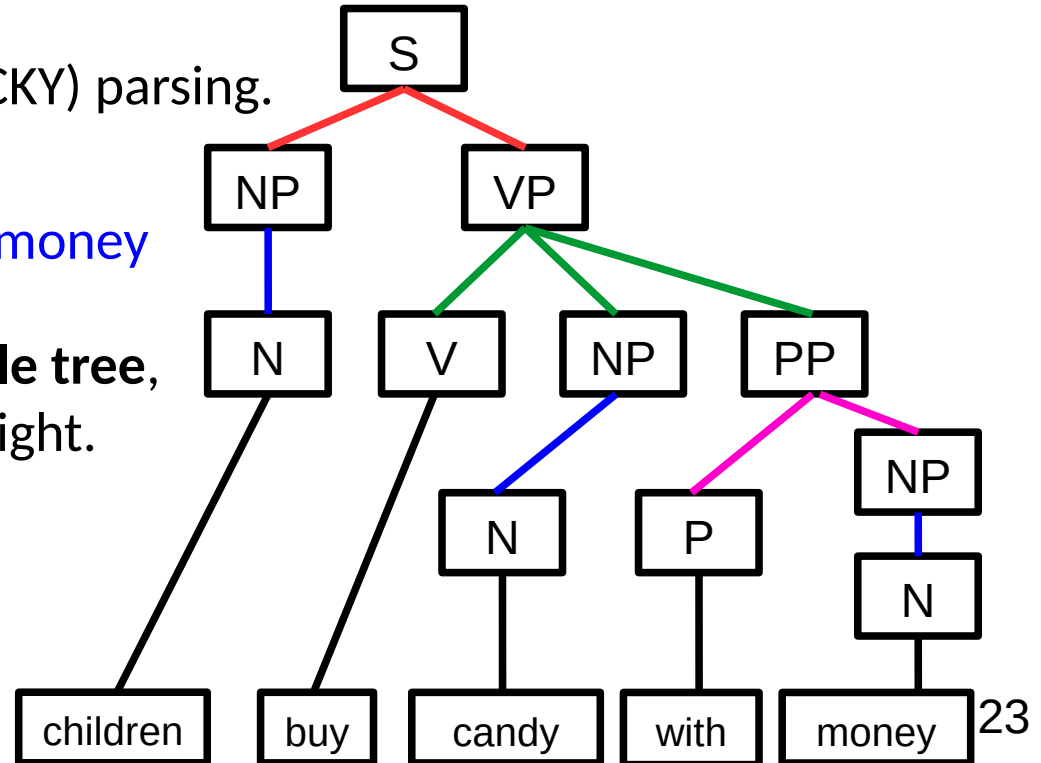 S
CKY) parsing.
NP VP
money
N V NP PP
le tree,
ight.
NP
N P
N
children buy candy with money 23